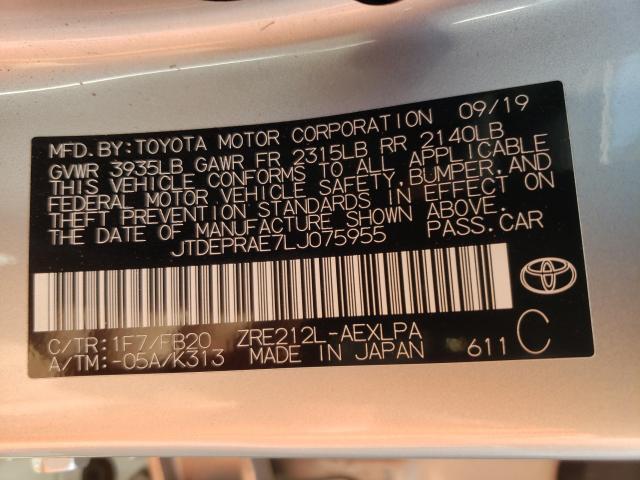 MFD.BY:TOYOTA MOTOR CORPORATION 09/19
GVWR 3935LB GAWR FR 2315LB RR 2140LB
THIS VEHICLE CONFORMS TO ALL APPLICABLE
FEDERAL MOTOR VEHICLE SAFETY,BUMPER,AND
THEFT PREVENTION STANDARDS IN EFFECT ON
THE DATE OF MANUFACTURE SHOWN ABOVE.
JTDEPRAE7LJ075955 PASS.CAR
C/TR:1F7/FB20 ZRE212L-AEXLPA
A/TM:-05A/K313 MADE IN JAPAN 611 C